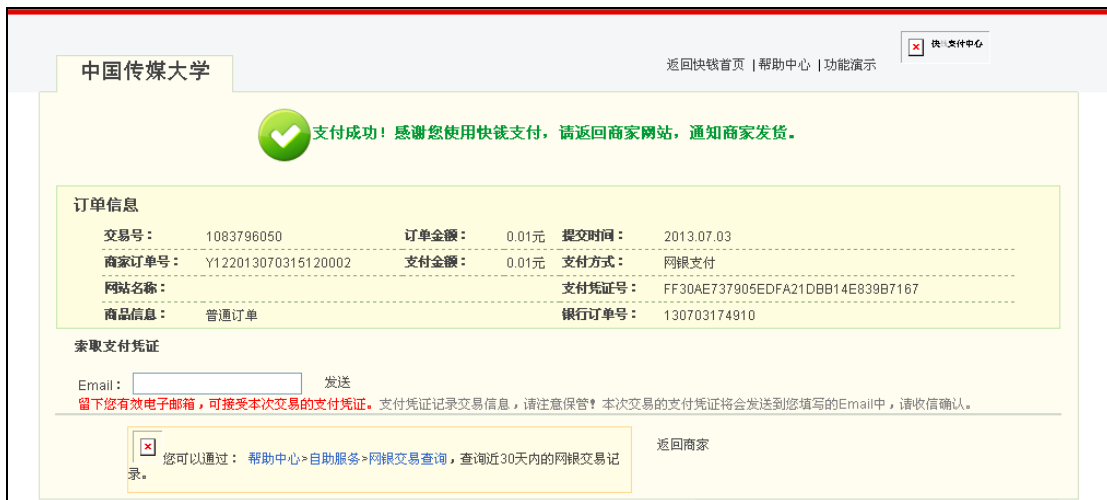 快钱支付中心
中国传媒大学
返回快钱首页 | 帮助中心 | 功能演示
支付成功！感谢您使用快钱支付，请返回商家网站，通知商家发货。
订单信息
交易号： 1083796050 订单金额： 0.01元 提交时间： 2013.07.03
商家订单号： Y122013070315120002 支付金额： 0.01元 支付方式： 网银支付
网站名称： 支付凭证号： FF30AE737905EDFA21DBB14E839B7167
商品信息： 普通订单 银行订单号： 130703174910
索取支付凭证
Email： 发送
留下您有效电子邮箱，可接受本次交易的支付凭证。支付凭证记录交易信息，请注意保管！本次交易的支付凭证将会发送到您填写的Email中，请收信确认。
您可以通过： 帮助中心>自助服务>网银交易查询，查询近30天内的网银交易记
录。
返回商家